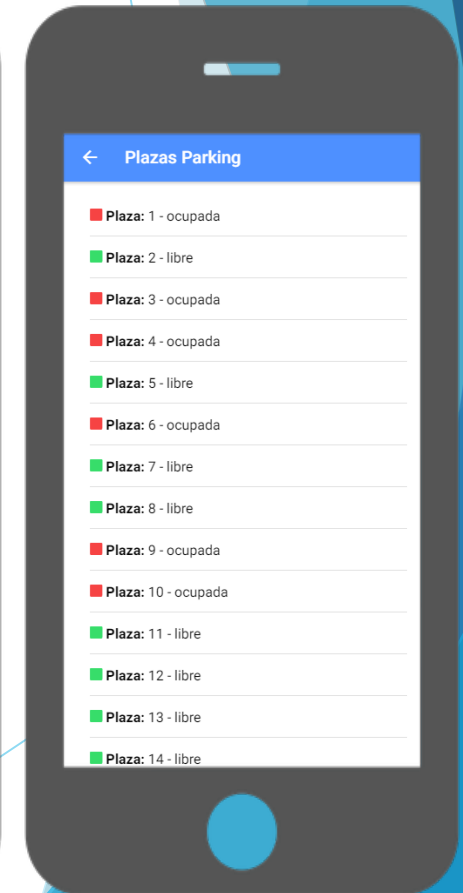 Plazas Parking
Plaza: 1 - ocupada
Plaza: 2 - libre
Plaza: 3 - ocupada
Plaza: 4 - ocupada
Plaza: 5 - libre
Plaza: 6 - ocupada
Plaza: 7 - libre
Plaza: 8 - libre
Plaza: 9 - ocupada
Plaza: 10 - ocupada
Plaza: 11 - libre
Plaza: 12 - libre
Plaza: 13 - libre
Plaza: 14 - libre